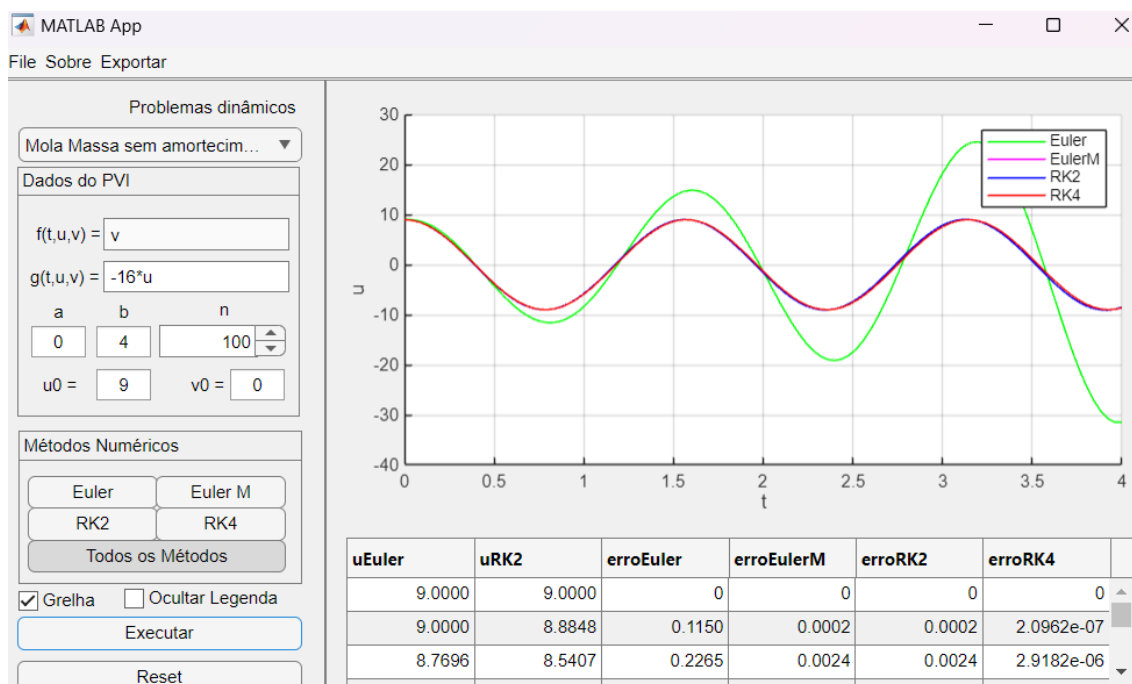 MATLAB App
File Sobre Exportar
Problemas dinâmicos
Mola Massa sem amortecim...
Dados do PVI
f(t,u,v) = v
g(t,u,v) = -16*u
a b n
0 4 100
u0 = 9 v0 = 0
Métodos Numéricos
Euler Euler M
RK2 RK4
Todos os Métodos
Grelha Ocultar Legenda
Executar
Reset
30
20
10
0
-10
-20
-30
-40
u
0 0.5 1 1.5 2 2.5 3 3.5 4
t
Euler
EulerM
RK2
RK4
uEuler uRK2 erroEuler erroEulerM erroRK2 erroRK4
9.0000 9.0000 0 0 0 0
9.0000 8.8848 0.1150 0.0002 0.0002 2.0962e-07
8.7696 8.5407 0.2265 0.0024 0.0024 2.9182e-06